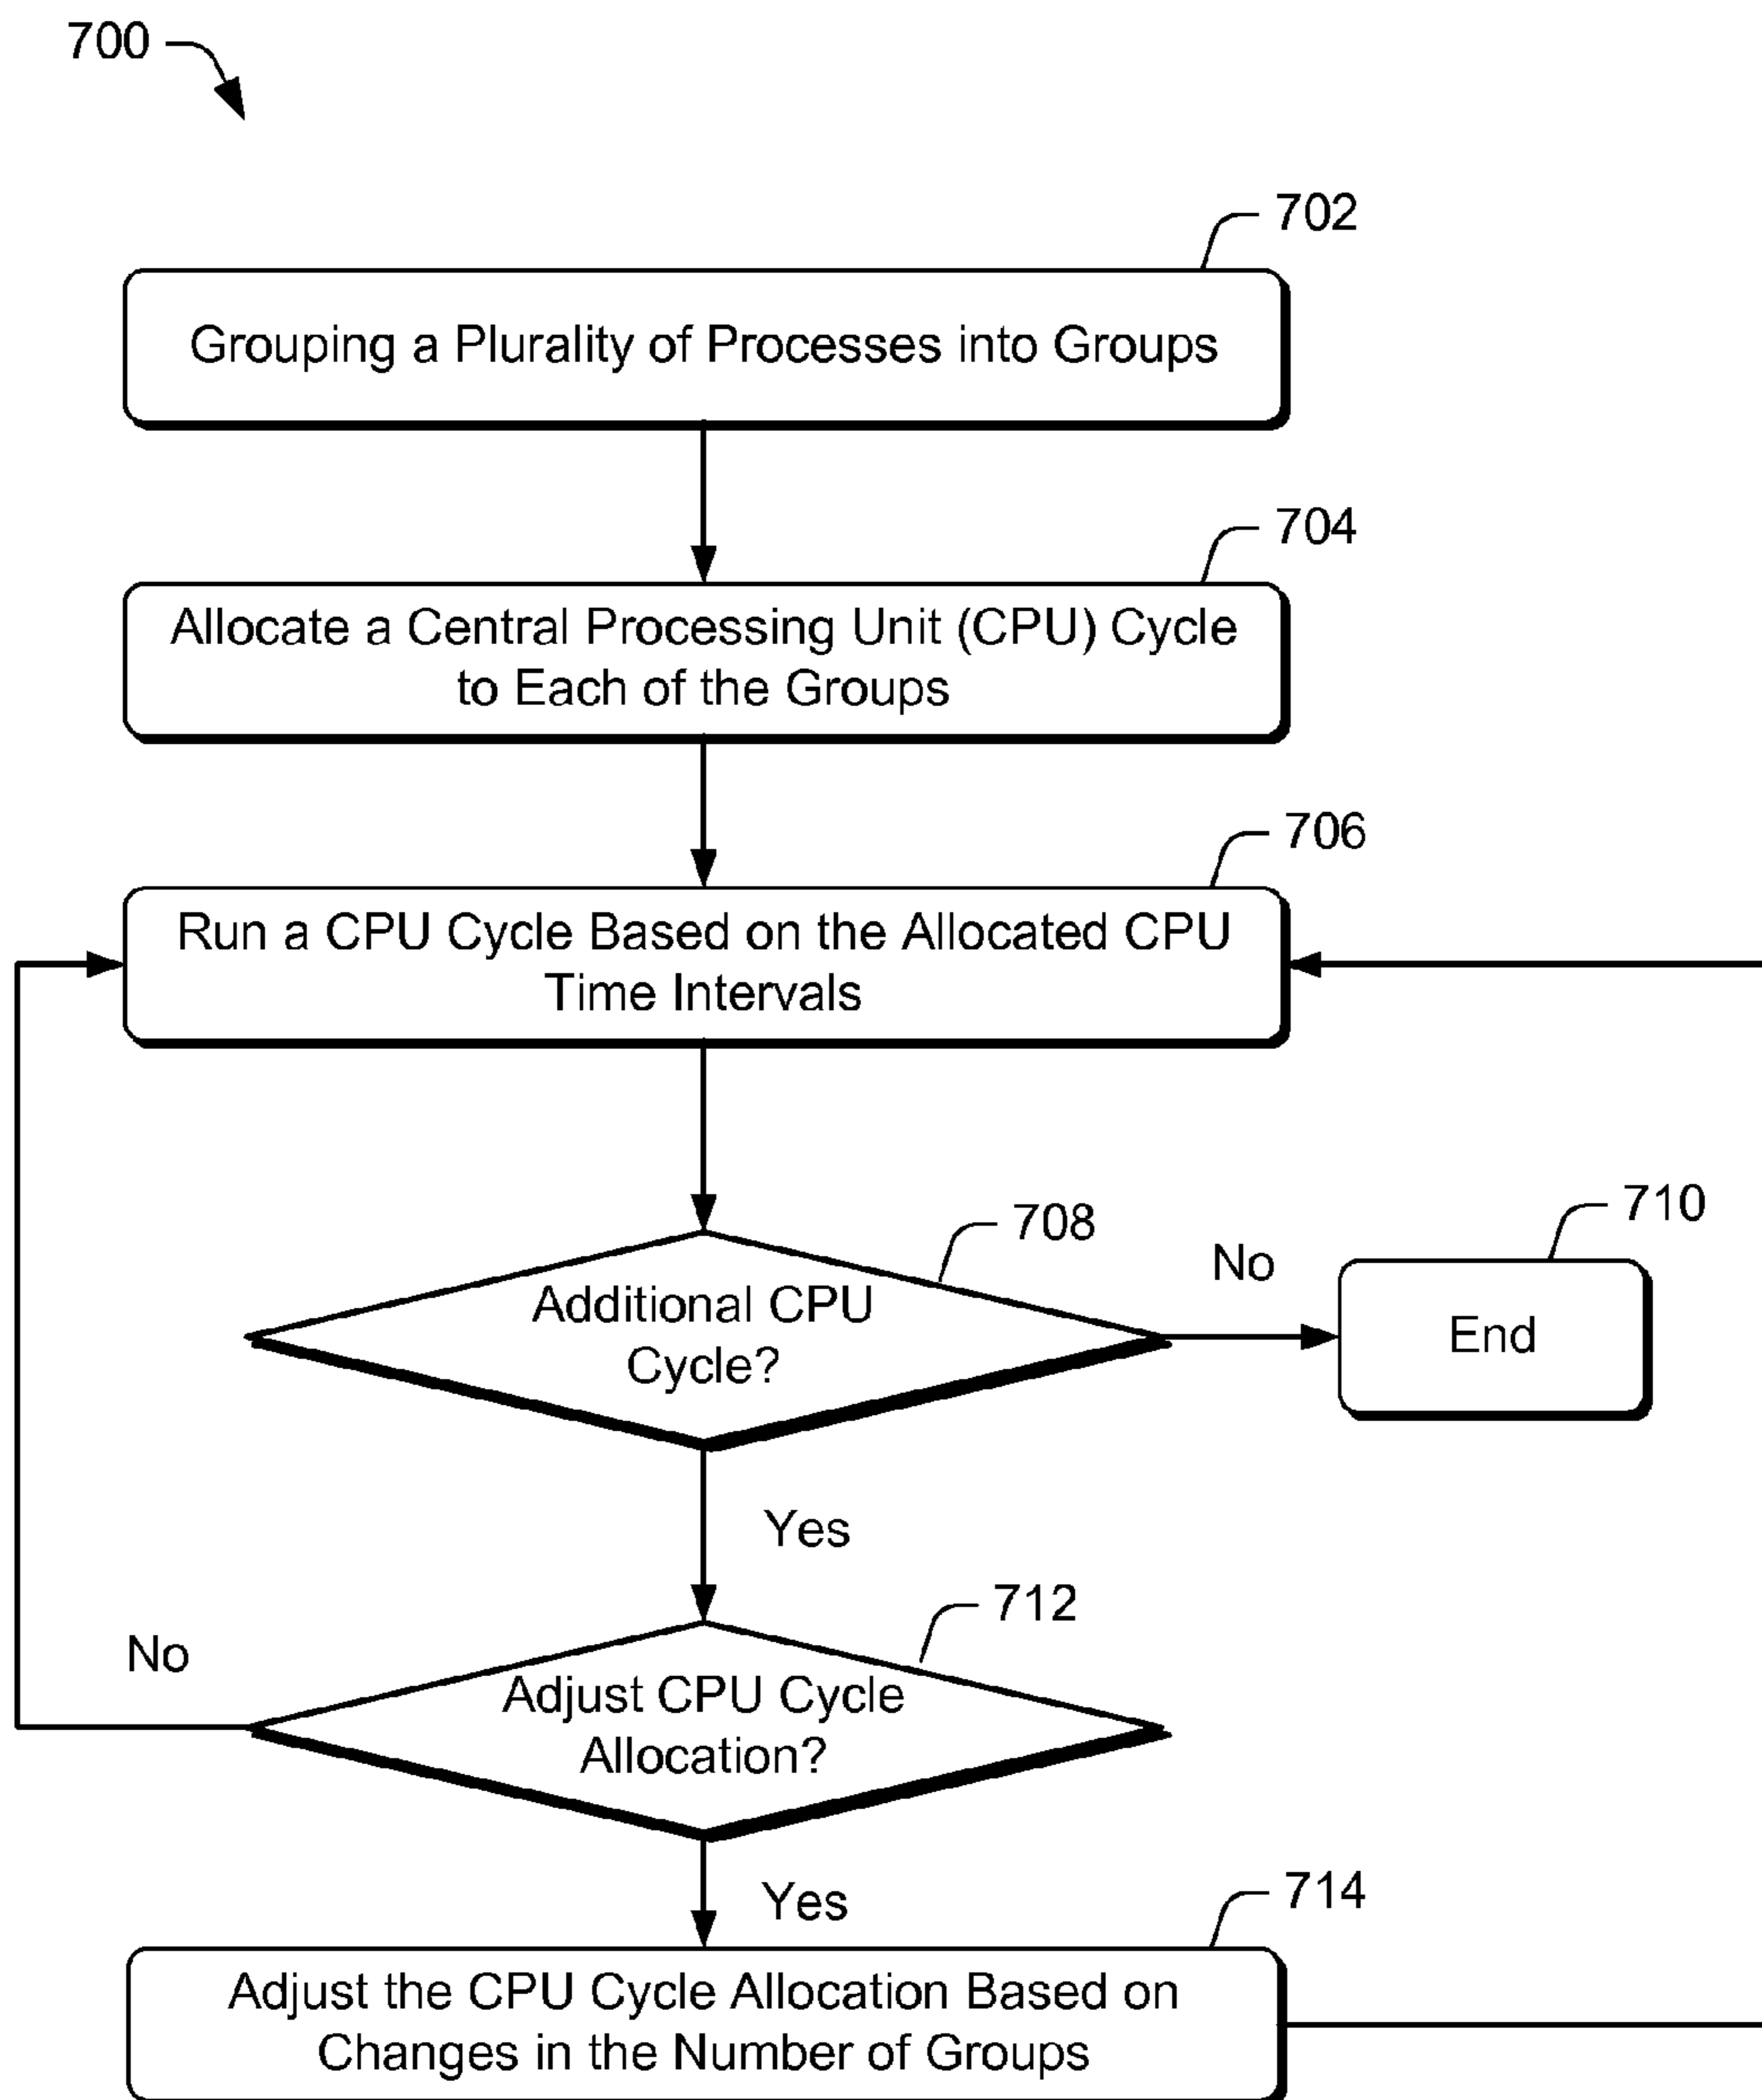 700
702
Grouping a Plurality of Processes into Groups
704
Allocate a Central Processing Unit (CPU) Cycle
to Each of the Groups
706
Run a CPU Cycle Based on the Allocated CPU
Time Intervals
708
Additional CPU
Cycle?
No
710
End
Yes
712
Adjust CPU Cycle
Allocation?
No
Yes
714
Adjust the CPU Cycle Allocation Based on
Changes in the Number of Groups